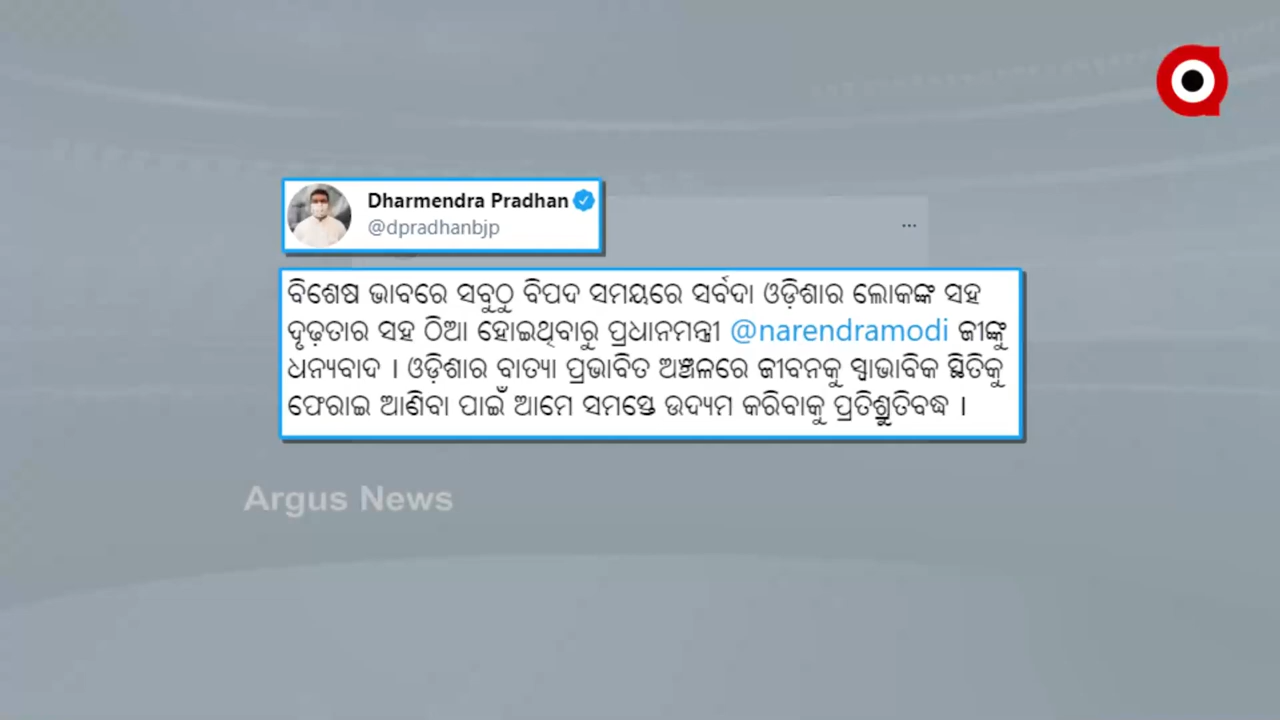 Dharmendra Pradhan
@dpradhanbjp
ବିଶେଷ ଭାବରେ ସବୁଠୁ ବିପଦ ସମୟରେ ସର୍ବଦା ଓଡ଼ିଶାର ଲୋକଙ୍କ ସହ
ଦୃଢ଼ତାର ସହ ଠିଆ ହୋଇଥିବାରୁ ପ୍ରଧାନମନ୍ତ୍ରୀ @narendramodi ଜୀଙ୍କୁ
ଧନ୍ୟବାଦ । ଓଡ଼ିଶାର ବାତ୍ୟା ପ୍ରଭାବିତ ଅଞ୍ଚଳରେ ଜୀବନକୁ ସ୍ୱାଭାବିକ ସ୍ଥିତିକୁ
ଫେରାଇ ଆଣିବା ପାଇଁ ଆମେ ସମସ୍ତେ ଉଦ୍ୟମ କରିବାକୁ ପ୍ରତିଶ୍ରୁତିବଦ୍ଧ ।
Argus News